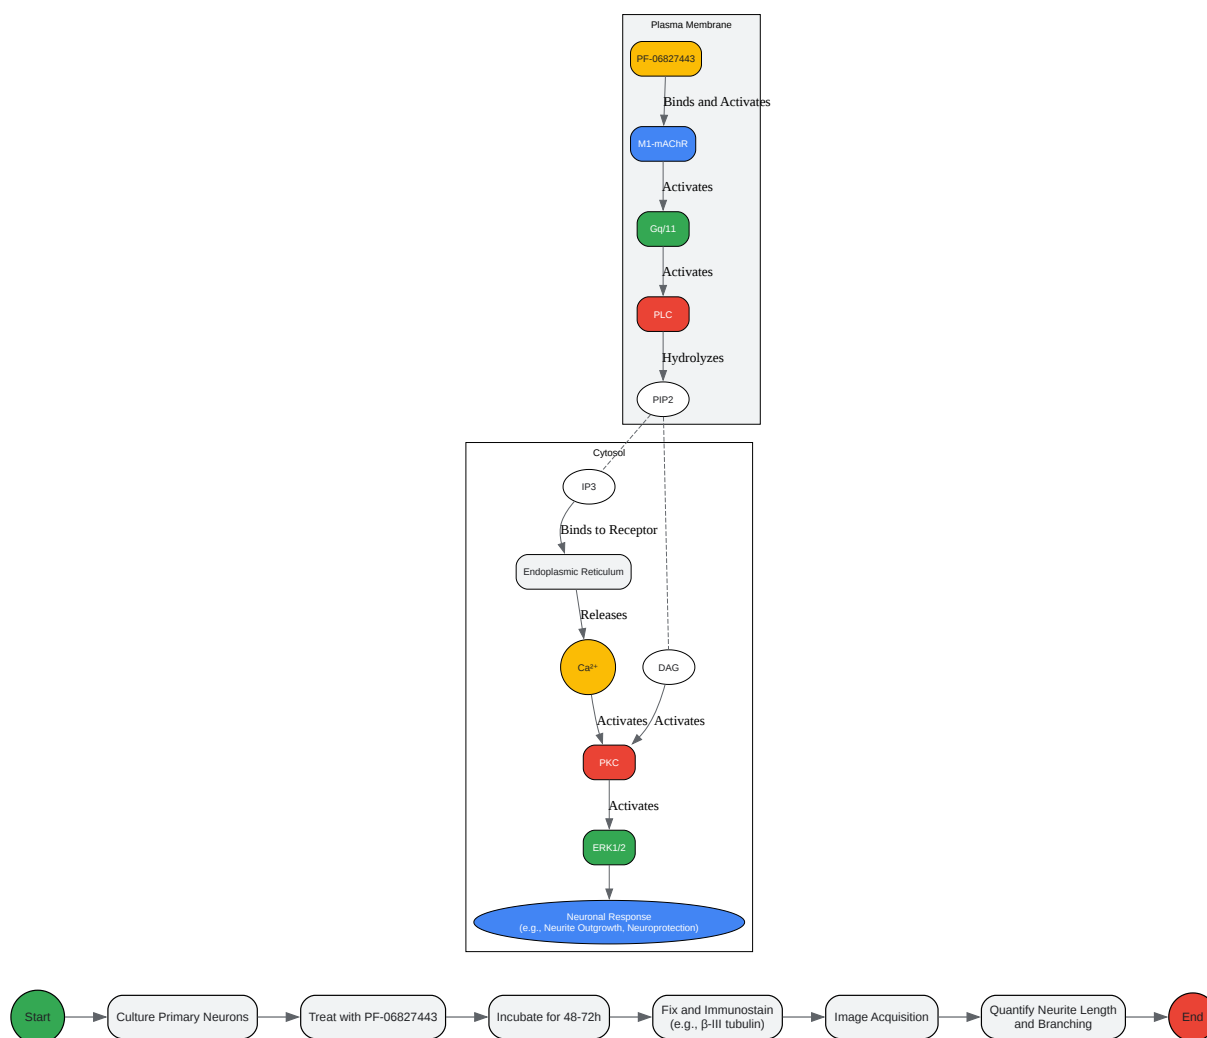 Plasma Membrane
PF-06827443
Binds and Activates
M1-mAChR
Activates
Gq/11
Activates
PLC
Hydrolyzes
PIP2
Cytosol
IP3
Binds to Receptor
Endoplasmic Reticulum
Releases
Ca²⁺
DAG
Activates
Activates
PKC
Activates
ERK1/2
Neuronal Response
(e.g., Neurite Outgrowth, Neuroprotection)
Start
Culture Primary Neurons
Treat with PF-06827443
Incubate for 48-72h
Fix and Immunostain
(e.g., β-III tubulin)
Image Acquisition
Quantify Neurite Length
and Branching
End